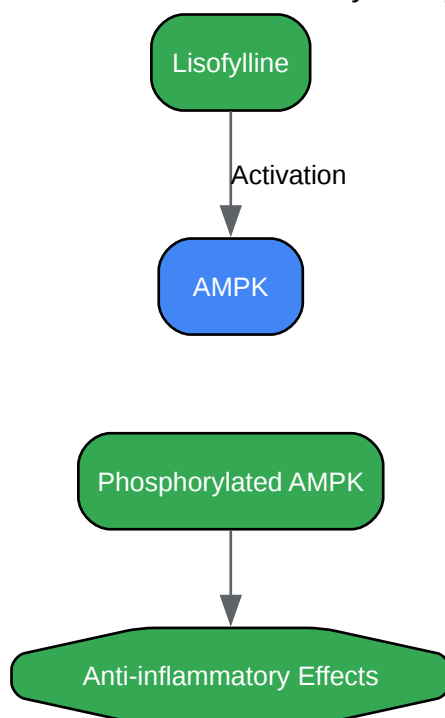 Lisofylline
Activation
AMPK
Phosphorylated AMPK
Anti-inflammatory Effects